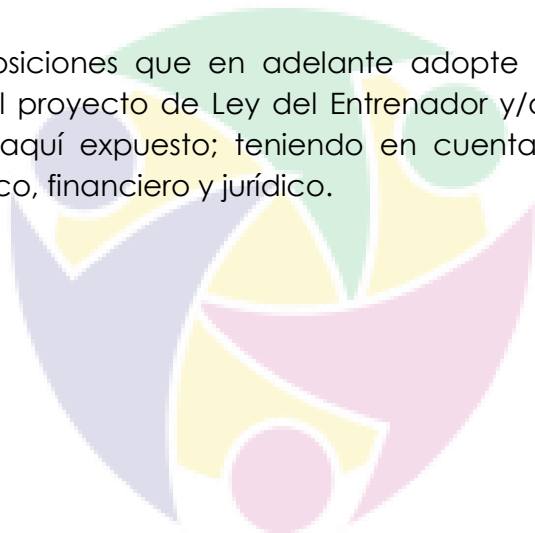 osiciones que en adelante adopte
l proyecto de Ley del Entrenador y/o
aquí expuesto; teniendo en cuenta
co, financiero y jurídico.